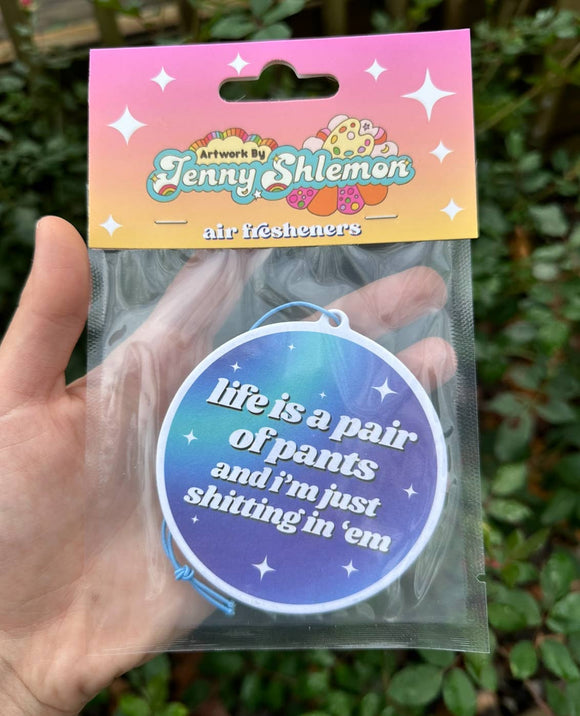 Artwork By
Jenny Shlemon
air fresheners
life is a pair
of pants
and i'm just
shitting in 'em